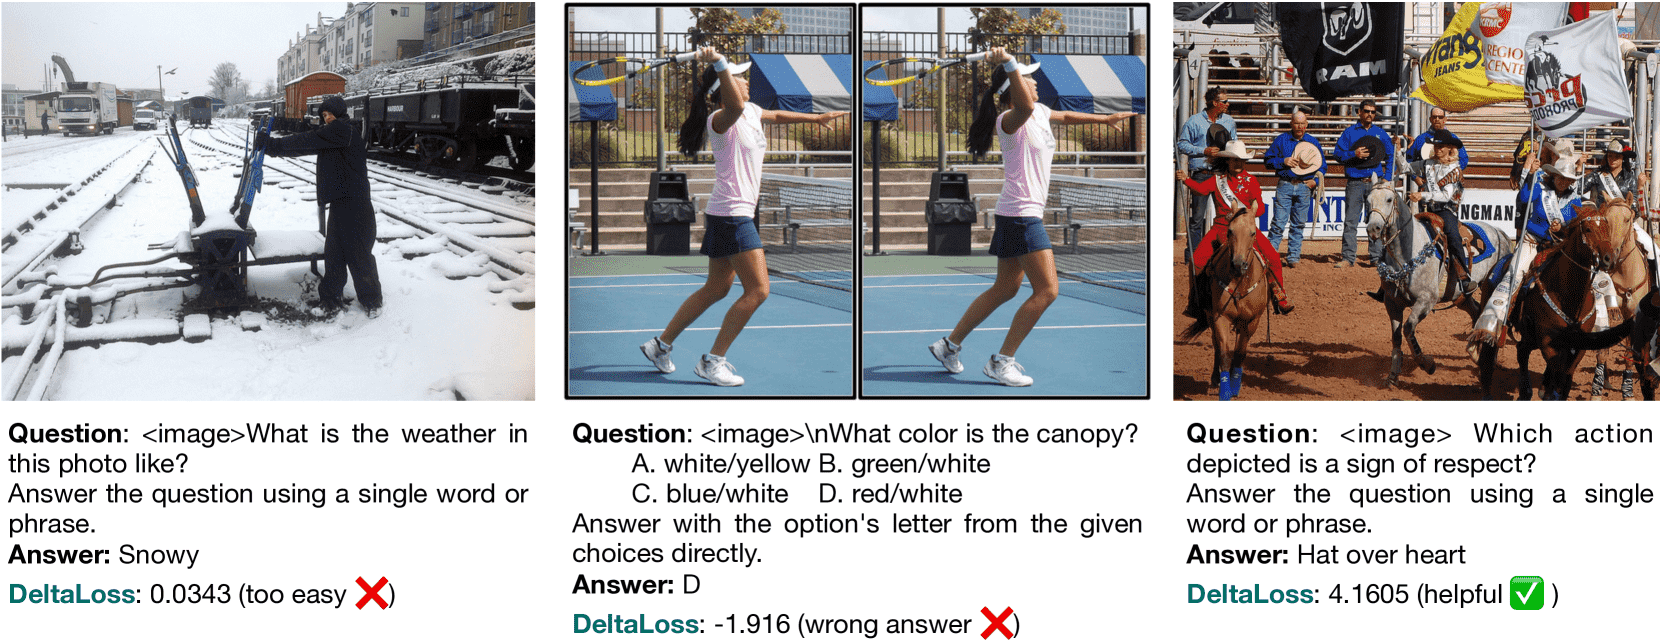 HARBOUR
RAM
JEANS
REGIO
CENTE
INC
NGMAN
Question: <image>What is the weather in
this photo like?
Answer the question using a single word or
phrase.
Answer: Snowy
DeltaLoss: 0.0343 (too easy ❌)
Question: <image>\nWhat color is the canopy?
A. white/yellow B. green/white
C. blue/white D. red/white
Answer with the option's letter from the given
choices directly.
Answer: D
DeltaLoss: -1.916 (wrong answer ❌)
Question: <image> Which action
depicted is a sign of respect?
Answer the question using a single
word or phrase.
Answer: Hat over heart
DeltaLoss: 4.1605 (helpful ✅ )